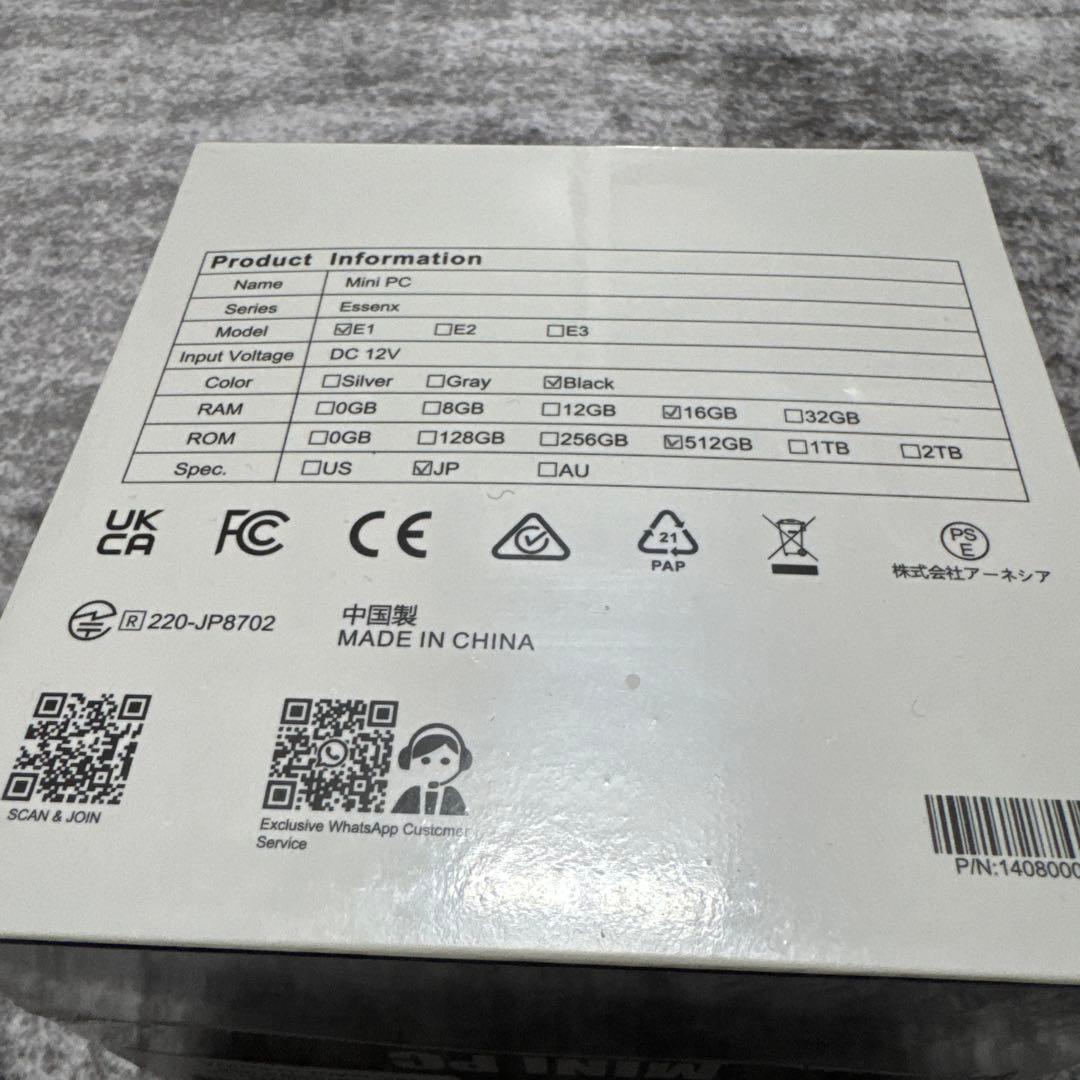 Product Information
Name Mini PC
Series Essenx
Model ☑E1 ☐E2 ☐E3
Input Voltage DC 12V
Color ☐Silver ☐Gray ☑Black
RAM ☐0GB ☐8GB ☐12GB ☑16GB ☐32GB
ROM ☐0GB ☐128GB ☐256GB ☑512GB ☐1TB ☐2TB
Spec. ☐US ☑JP ☐AU
UK
CA
FC
CE
21
PAP
PS
E
株式会社アーネシア
R 220-JP8702
中国製
MADE IN CHINA
SCAN & JOIN
Exclusive WhatsApp Customer
Service
P/N:1408000
MINI PC